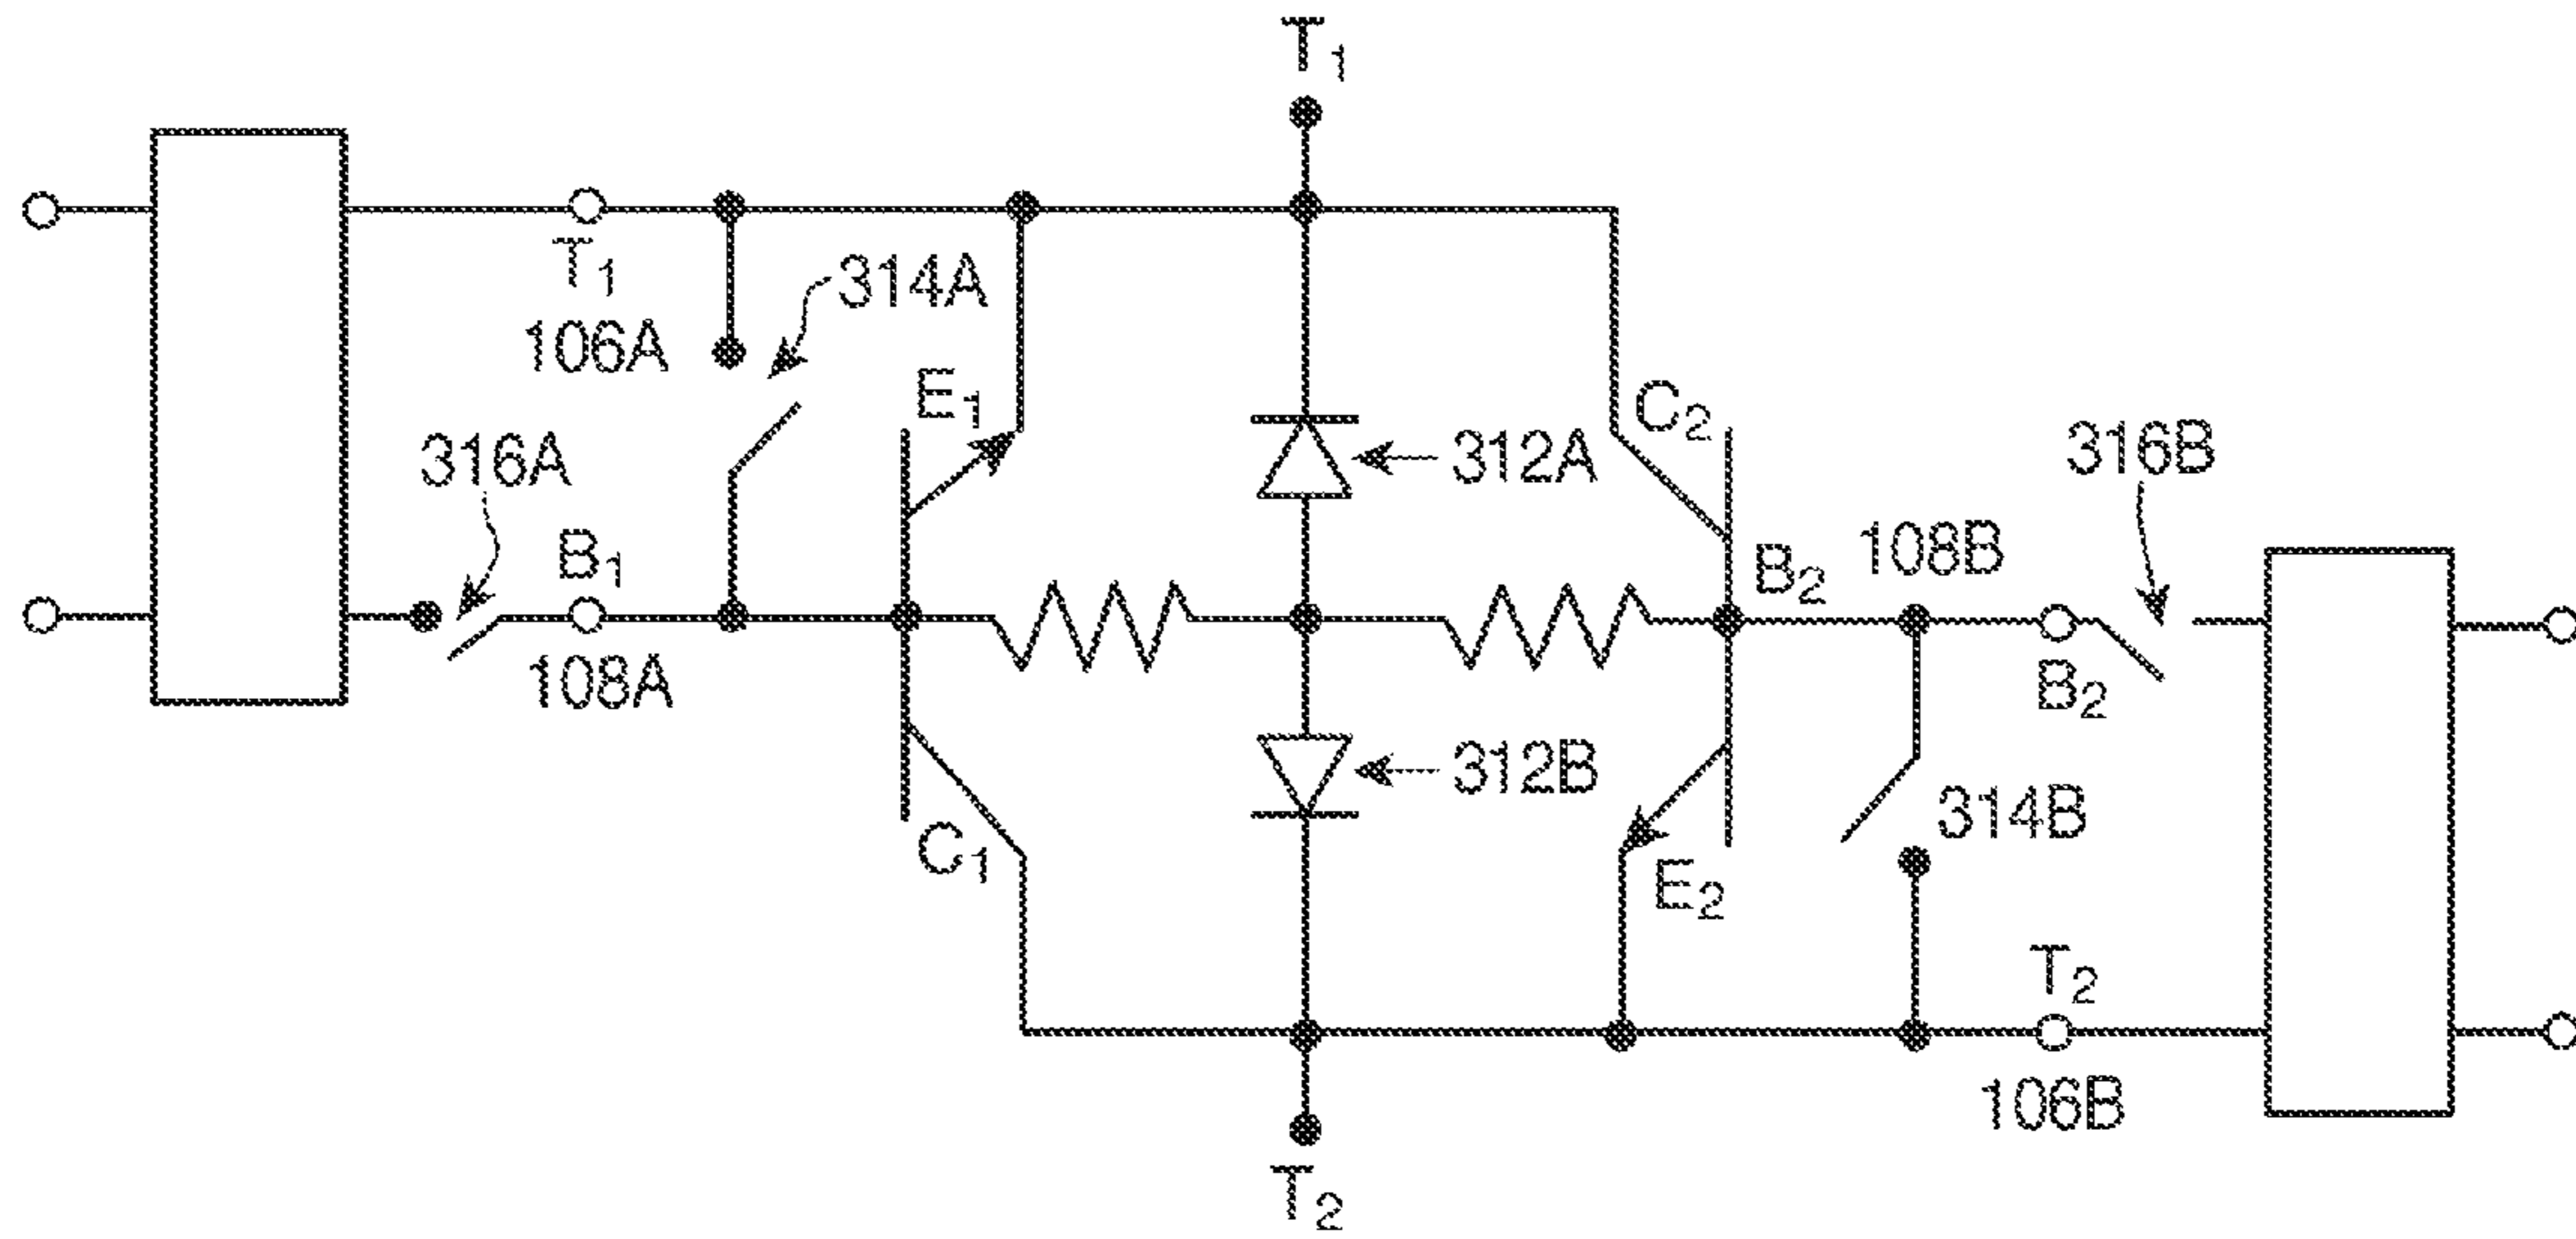 T₁
T₁
314A
106A
E₁
C₂
316A
312A
316B
B₁
108B
B₂
108A
B₂
312B
314B
C₁
E₂
T₂
106B
T₂